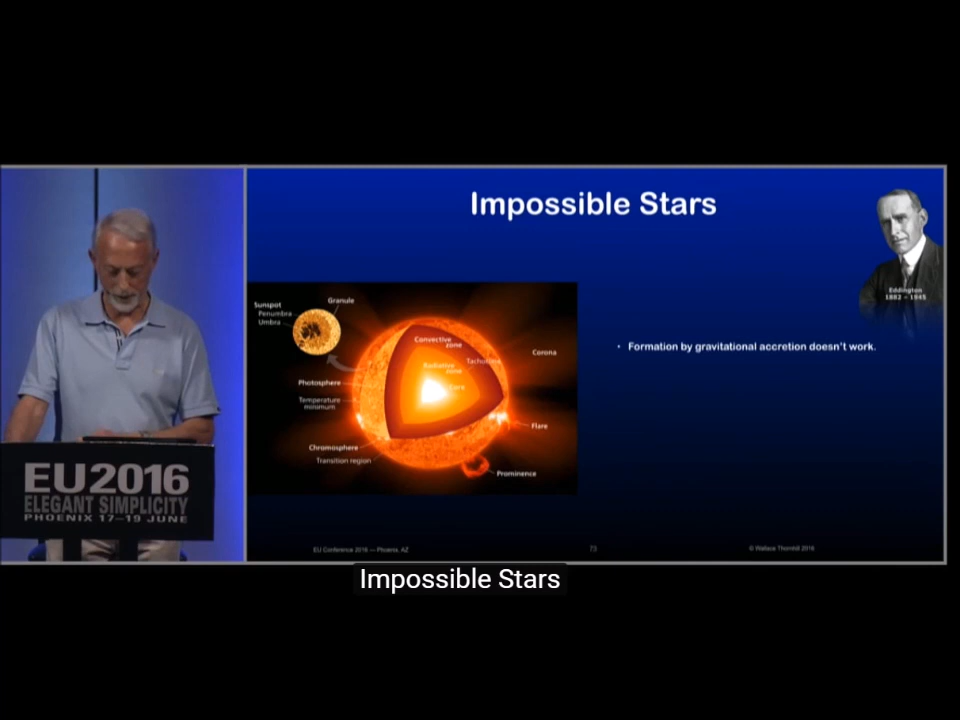 Impossible Stars
Eddington
1882 – 1945
Sunspot
Penumbra
Umbra
Granule
Convective
zone
Radiative
zone
Tachocline
Core
Corona
Photosphere
Temperature
minimum
Flare
Chromosphere
Transition region
Prominence
• Formation by gravitational accretion doesn't work.
EU2016
ELEGANT SIMPLICITY
PHOENIX 17–19 JUNE
EU Conference 2016 — Phoenix, AZ
73
© Wallace Thornhill 2016
Impossible Stars